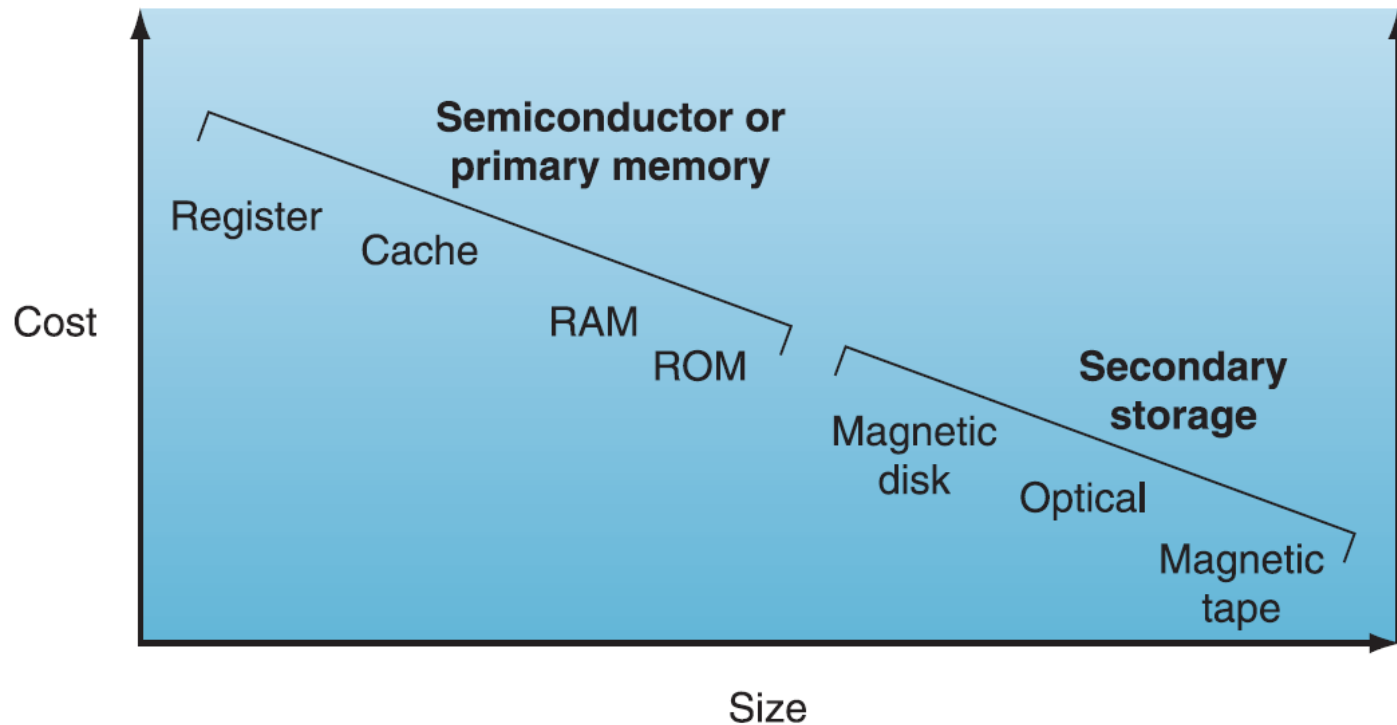 Semiconductor or
primary memory
Register
Cache
Cost
RAM
ROM
Secondary
storage
Magnetic
disk
Optical
Magnetic
tape
Size